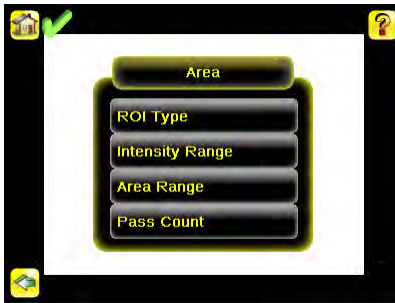 Area
ROI Type
Intensity Range
Area Range
Pass Count